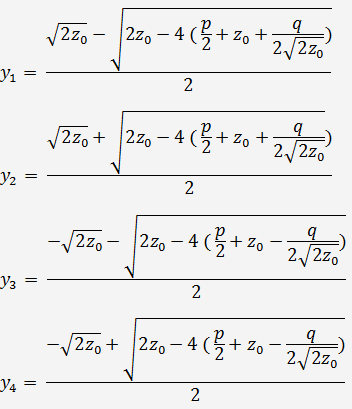 y₁ = (√(2z₀) − √(2z₀ − 4 (p/2 + z₀ + q/(2√(2z₀))))) / 2
y₂ = (√(2z₀) + √(2z₀ − 4 (p/2 + z₀ + q/(2√(2z₀))))) / 2
y₃ = (−√(2z₀) − √(2z₀ − 4 (p/2 + z₀ − q/(2√(2z₀))))) / 2
y₄ = (−√(2z₀) + √(2z₀ − 4 (p/2 + z₀ − q/(2√(2z₀))))) / 2